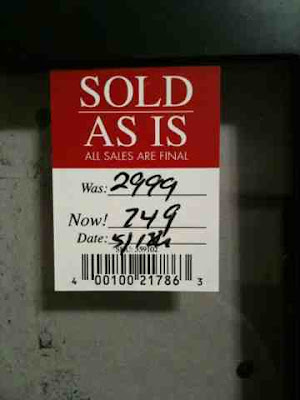 SOLD
AS IS
ALL SALES ARE FINAL
Was: 2999
Now! 749
Date:
4 00100 21786 3